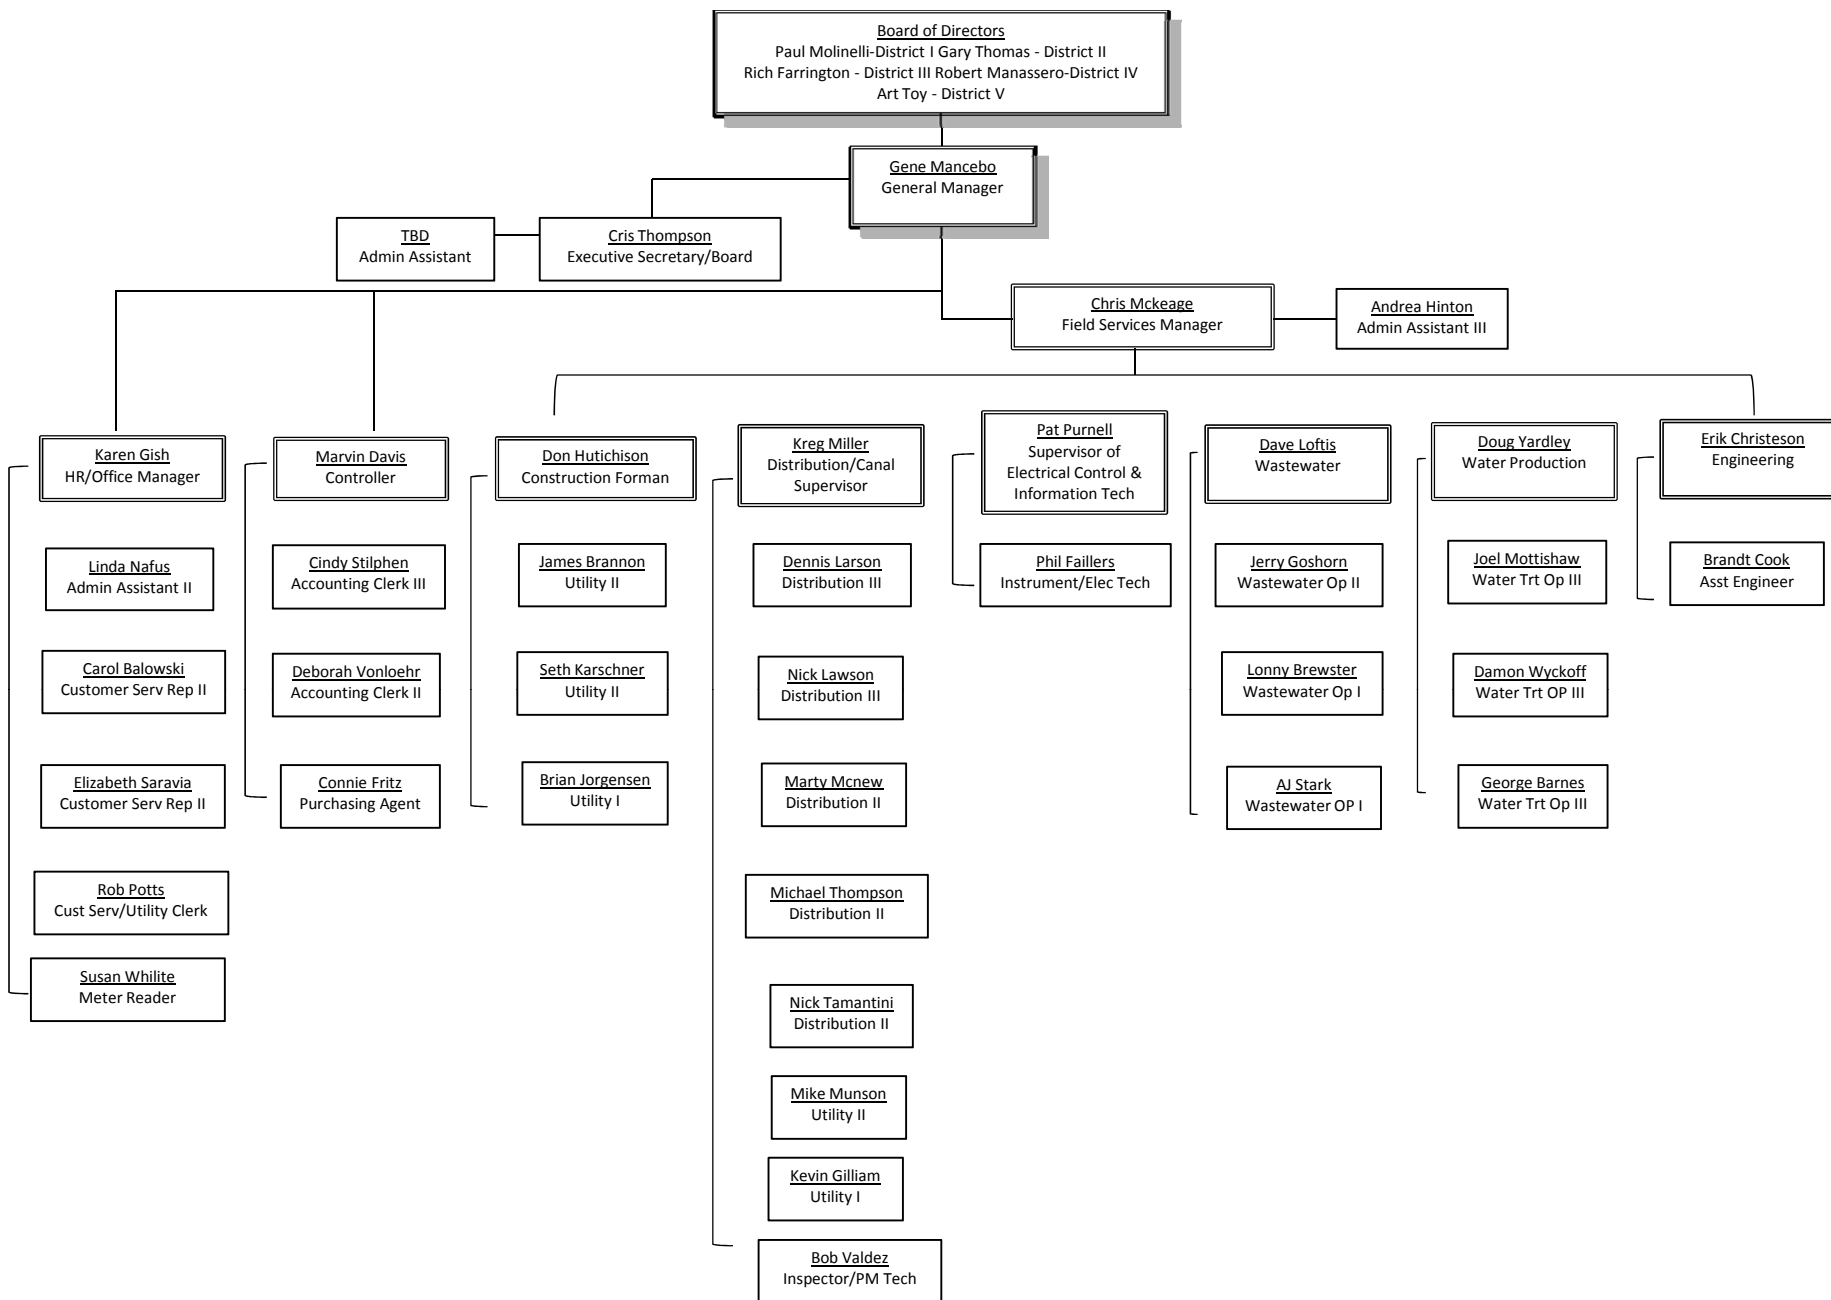 Board of Directors
Paul Molinelli-District I Gary Thomas - District II
Rich Farrington - District III Robert Manassero-District IV
Art Toy - District V
Gene Mancebo
General Manager
TBD
Admin Assistant
Cris Thompson
Executive Secretary/Board
Chris Mckeage
Field Services Manager
Andrea Hinton
Admin Assistant III
Karen Gish
HR/Office Manager
Linda Nafus
Admin Assistant II
Carol Balowski
Customer Serv Rep II
Elizabeth Saravia
Customer Serv Rep II
Rob Potts
Cust Serv/Utility Clerk
Susan Whilite
Meter Reader
Marvin Davis
Controller
Cindy Stilphen
Accounting Clerk III
Deborah Vonloehr
Accounting Clerk II
Connie Fritz
Purchasing Agent
Don Hutichison
Construction Forman
James Brannon
Utility II
Seth Karschner
Utility II
Brian Jorgensen
Utility I
Kreg Miller
Distribution/Canal
Supervisor
Dennis Larson
Distribution III
Nick Lawson
Distribution III
Marty Mcnew
Distribution II
Michael Thompson
Distribution II
Nick Tamantini
Distribution II
Mike Munson
Utility II
Kevin Gilliam
Utility I
Bob Valdez
Inspector/PM Tech
Pat Purnell
Supervisor of
Electrical Control &
Information Tech
Phil Faillers
Instrument/Elec Tech
Dave Loftis
Wastewater
Jerry Goshorn
Wastewater Op II
Lonny Brewster
Wastewater Op I
AJ Stark
Wastewater OP I
Doug Yardley
Water Production
Joel Mottishaw
Water Trt Op III
Damon Wyckoff
Water Trt OP III
George Barnes
Water Trt Op III
Erik Christeson
Engineering
Brandt Cook
Asst Engineer